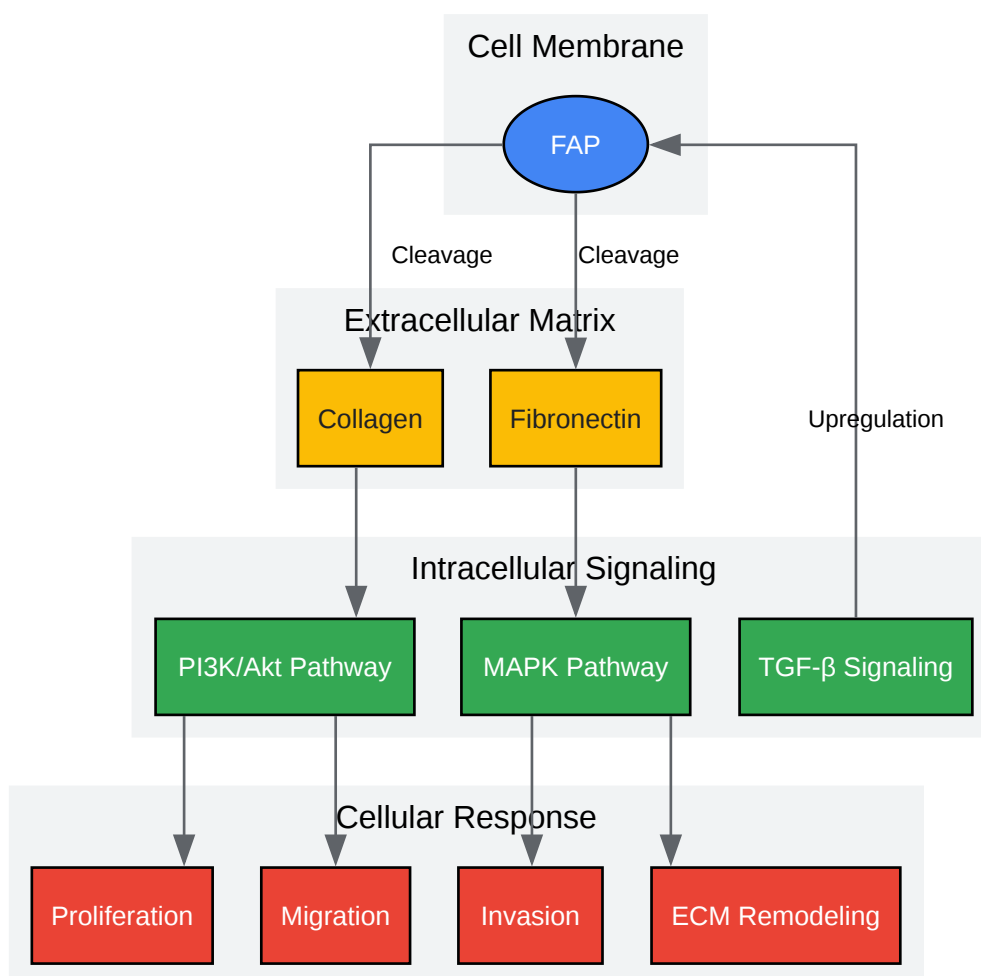 Cell Membrane
FAP
Cleavage
Cleavage
Extracellular Matrix
Collagen
Fibronectin
Upregulation
Intracellular Signaling
PI3K/Akt Pathway
MAPK Pathway
TGF-β Signaling
Cellular Response
Proliferation
Migration
Invasion
ECM Remodeling